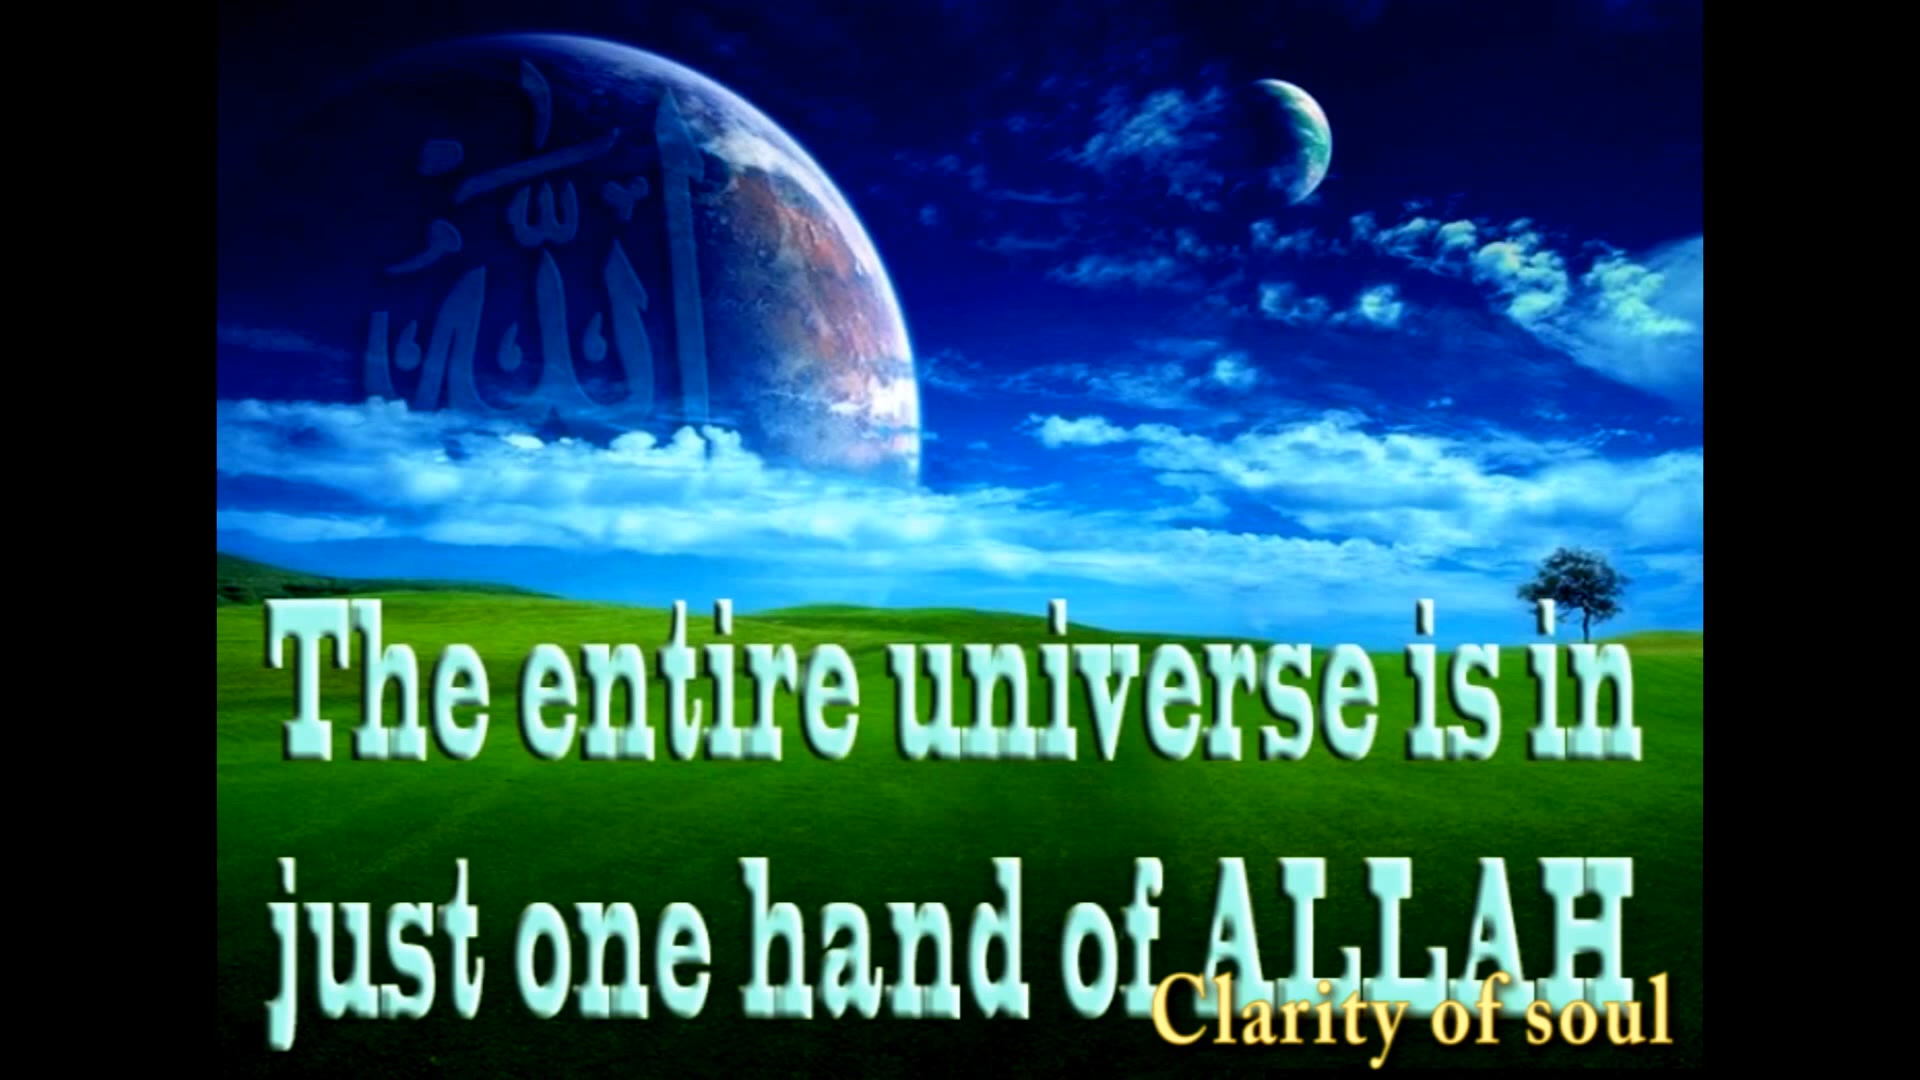 الله
The entire universe is in
just one hand of ALLAH
Clarity of soul